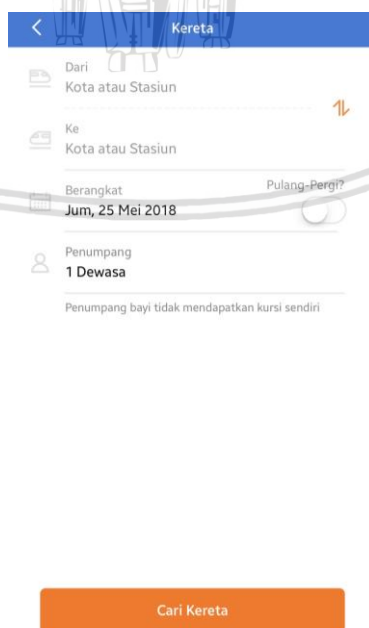 Kereta
Dari
Kota atau Stasiun
Ke
Kota atau Stasiun
Berangkat
Pulang-Pergi?
Jum, 25 Mei 2018
Penumpang
1 Dewasa
Penumpang bayi tidak mendapatkan kursi sendiri
Cari Kereta